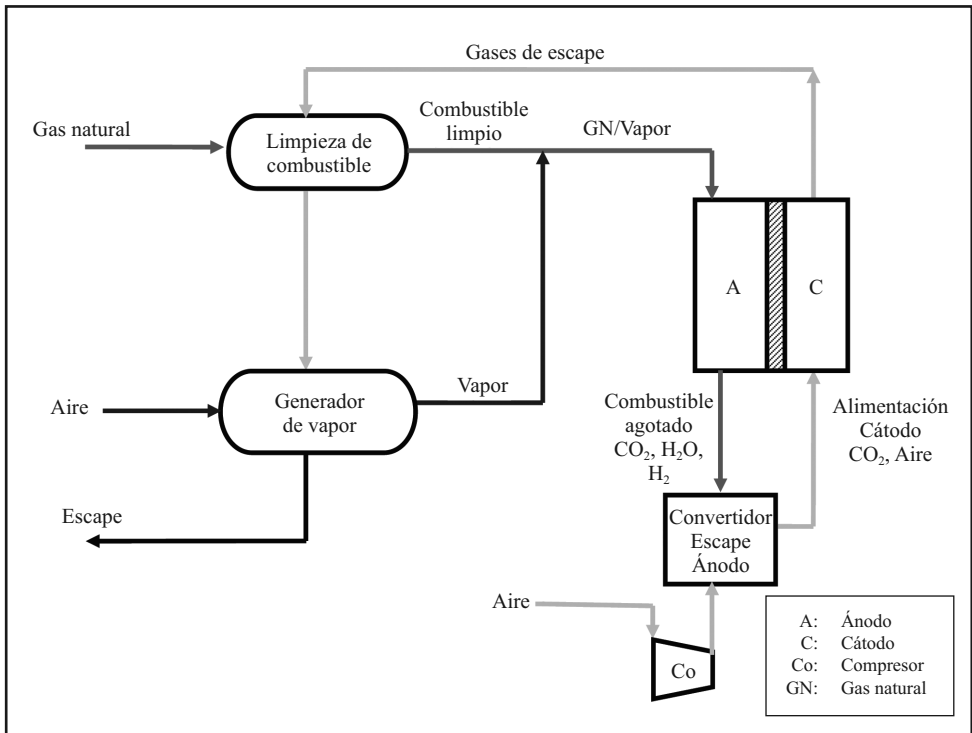 Gases de escape
Gas natural
Limpieza de
combustible
Combustible
limpio
GN/Vapor
A
C
Aire
Generador
de vapor
Vapor
Combustible
agotado
CO₂, H₂O,
H₂
Alimentación
Cátodo
CO₂, Aire
Escape
Convertidor
Escape
Ánodo
Aire
Co
A: Ánodo
C: Cátodo
Co: Compresor
GN: Gas natural